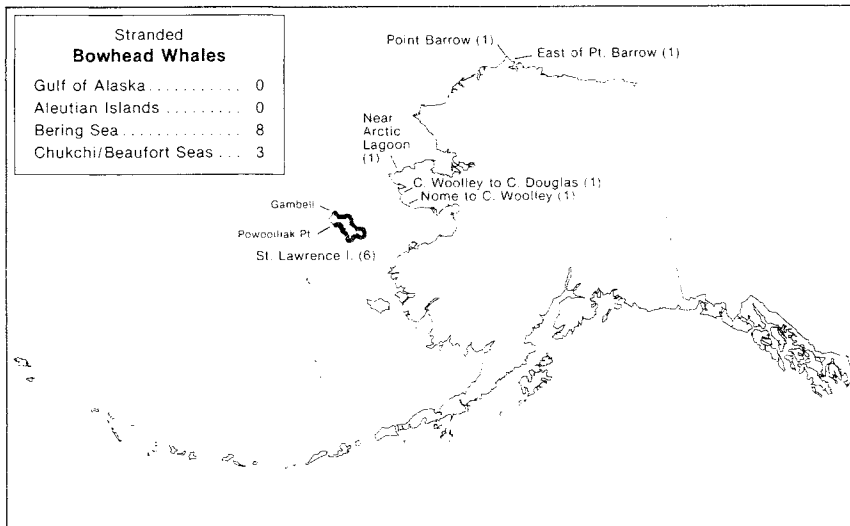 Stranded
Bowhead Whales
Gulf of Alaska........... 0
Aleutian Islands ......... 0
Bering Sea .............. 8
Chukchi/Beaufort Seas ... 3
Point Barrow (1)
East of Pt. Barrow (1)
Near
Arctic
Lagoon
(1)
C. Woolley to C. Douglas (1)
Nome to C. Woolley (1)
Gambell
Powooiliak Pt
St. Lawrence I. (6)